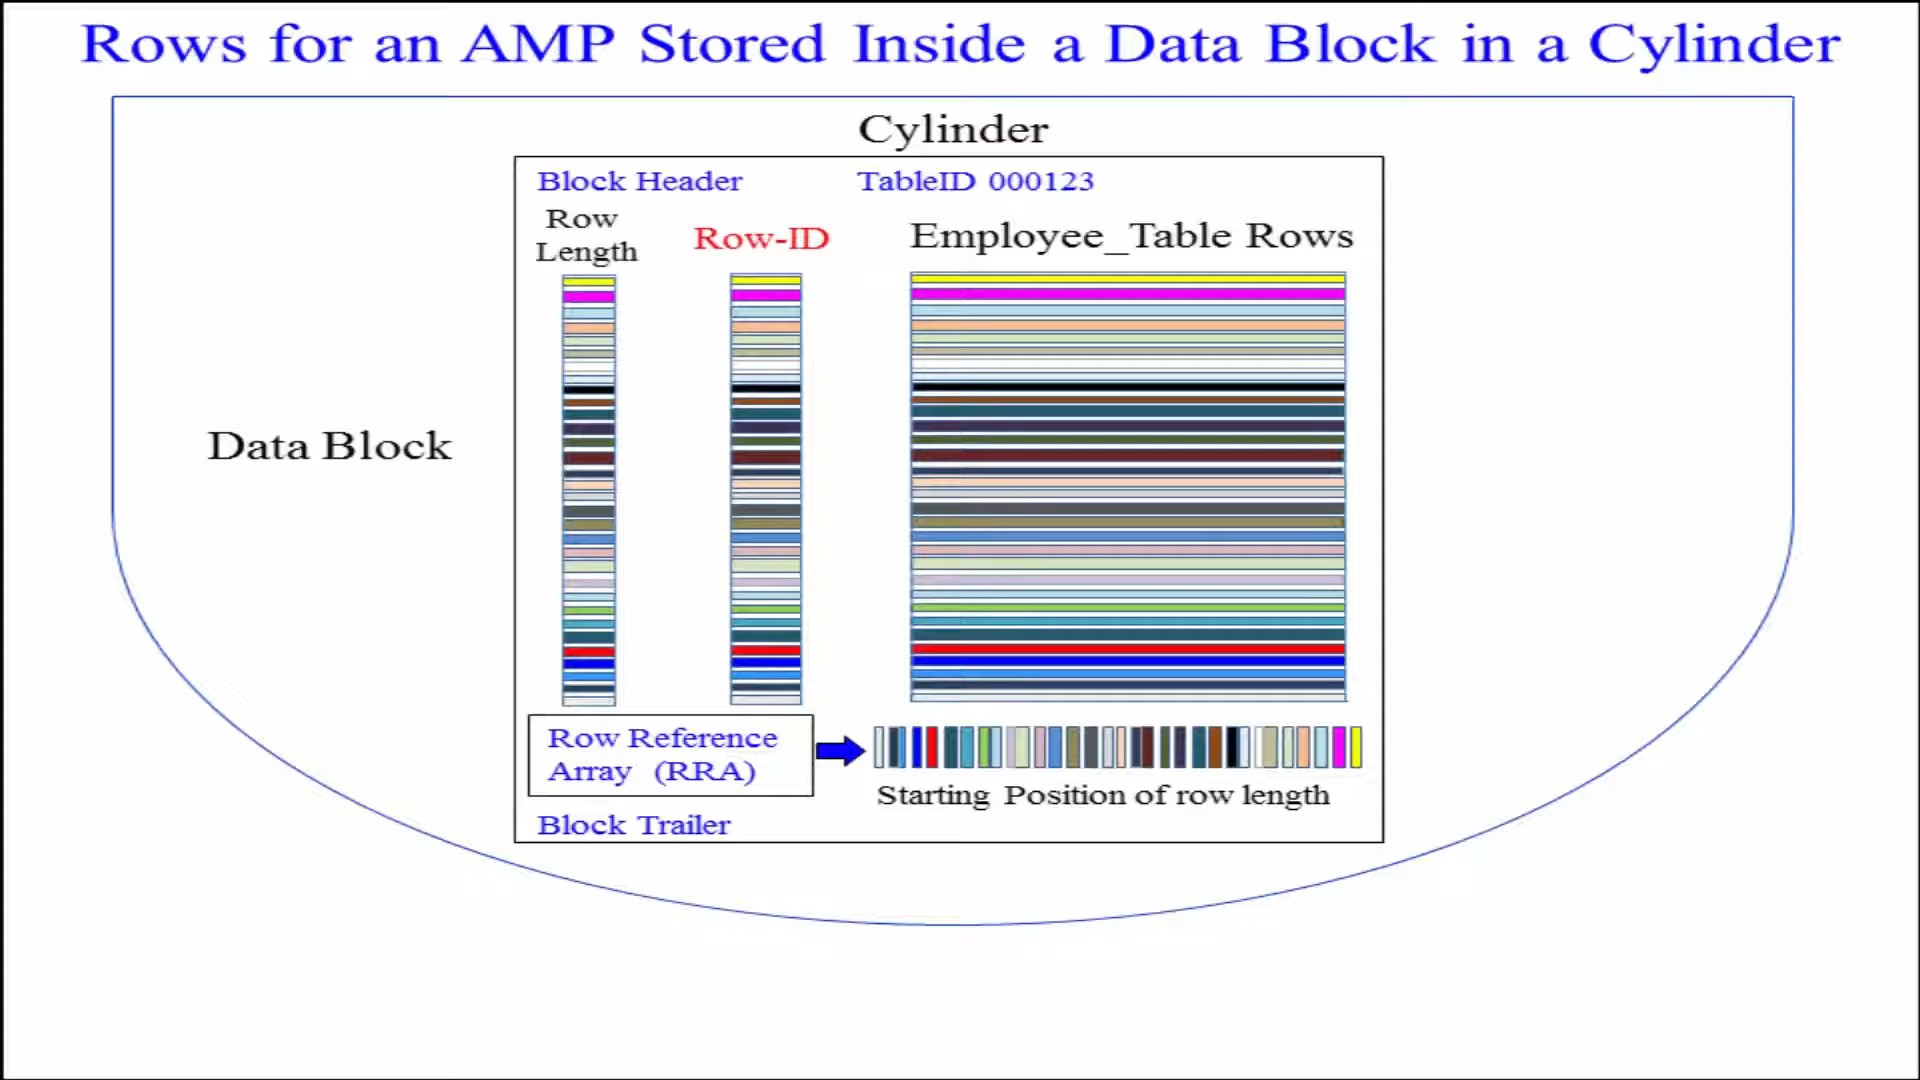 Rows for an AMP Stored Inside a Data Block in a Cylinder
Cylinder
Block Header
TableID 000123
Row
Length
Row-ID
Employee_Table Rows
Data Block
Row Reference
Array (RRA)
Starting Position of row length
Block Trailer